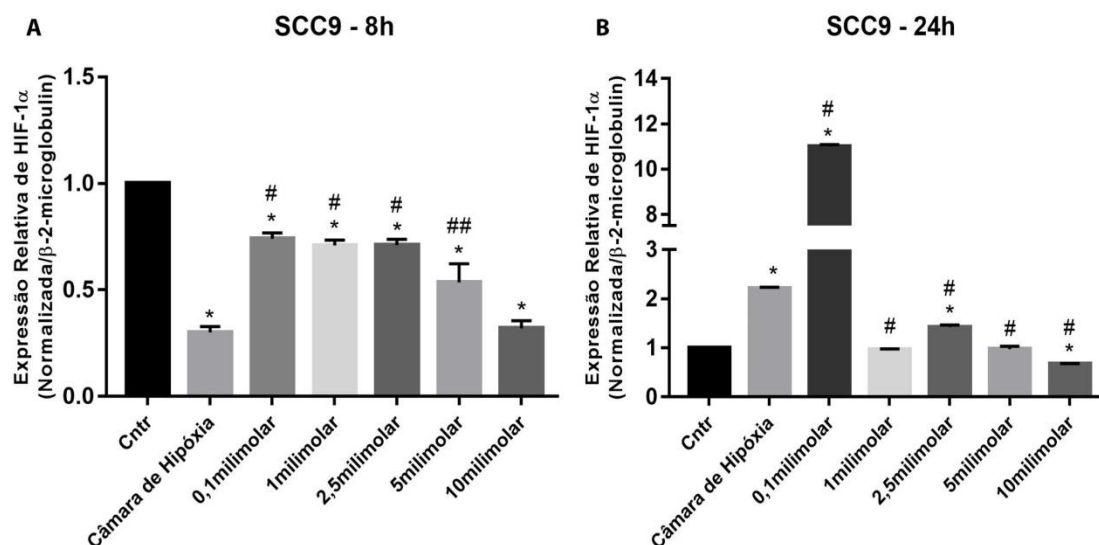 A
SCC9 - 8h
Expressão Relativa de HIF-1α
(Normalizada/β-2-microglobulin)
1.5
1.0
0.5
0.0
*
#
*
#
*
#
*
##
*
*
Cntr
Câmara de Hipóxia
0,1milimolar
1milimolar
2,5milimolar
5milimolar
10milimolar
B
SCC9 - 24h
Expressão Relativa de HIF-1α
(Normalizada/β-2-microglobulin)
14
12
10
8
3
2
1
0
*
#
*
#
#
*
#
#
*
Cntr
Câmara de Hipóxia
0,1milimolar
1milimolar
2,5milimolar
5milimolar
10milimolar